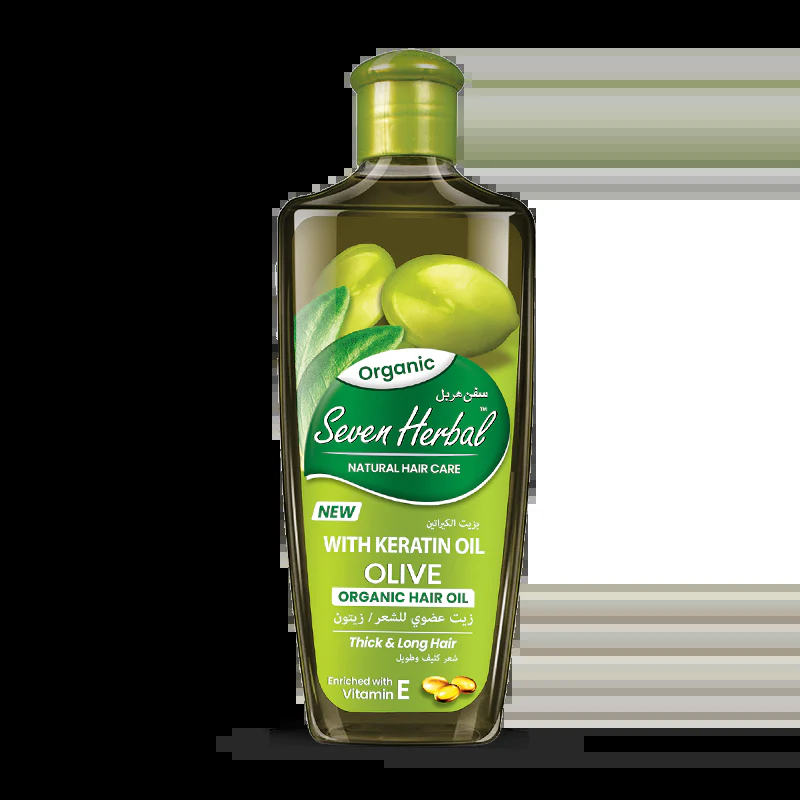 Organic
سفن هربل
Seven Herbal™
NATURAL HAIR CARE
NEW
بزيت الكيراتين
WITH KERATIN OIL
OLIVE
ORGANIC HAIR OIL
زيت عضوي للشعر / زيتون
Thick & Long Hair
شعر كثيف وطويل
Enriched with
Vitamin E